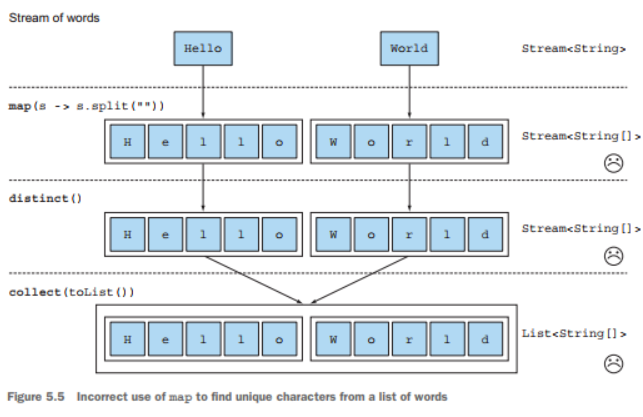 Stream of words
Hello World Stream<String>
map(s -> s.split(""))
H e l l o W o r l d Stream<String[]>
distinct()
H e l l o W o r l d Stream<String[]>
collect(toList())
H e l l o W o r l d List<String[]>
Figure 5.5 Incorrect use of map to find unique characters from a list of words